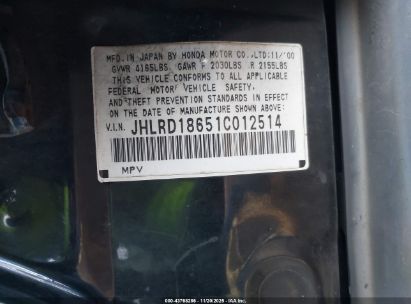 MFD.IN JAPAN BY HONDA MOTOR CO.,LTD:11/'00
GVWR 4165LBS. GAWR F 2030LBS R 2155LBS
THIS VEHICLE CONFORMS TO ALL APPLICABLE
FEDERAL MOTOR VEHICLE SAFETY,
AND THEFT PREVENTION STANDARDS IN EFFECT
ON THE DATE OF MANUFACTURE SHOWN ABOVE.
V.I.N. JHLRD18651C012514
MPV